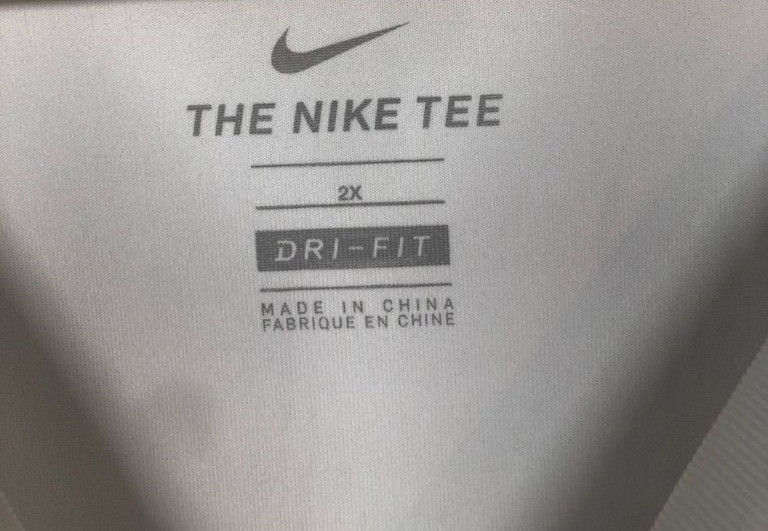 THE NIKE TEE
2X
DRI-FIT
MADE IN CHINA
FABRIQUE EN CHINE